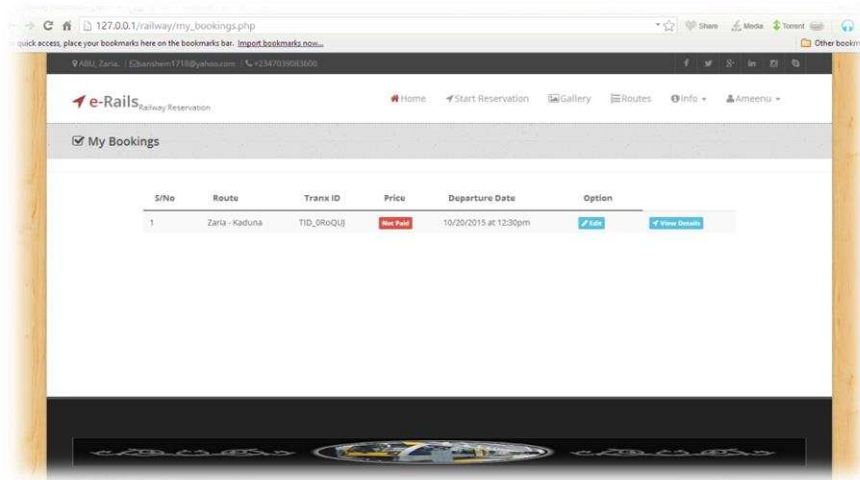 127.0.0.1/railway/my_bookings.php
Share Media Torrent
quick access, place your bookmarks here on the bookmarks bar. Import bookmarks now...
Other bookm
ABU, Zaria. | | +2347039083600
e-Rails Railway Reservation
Home Start Reservation Gallery Routes Info Ameenu
My Bookings
S/No Route Tranx ID Price Departure Date Option
1 Zaria - Kaduna TID_0RoQUJ Not Paid 10/20/2015 at 12:30pm Edit View Details